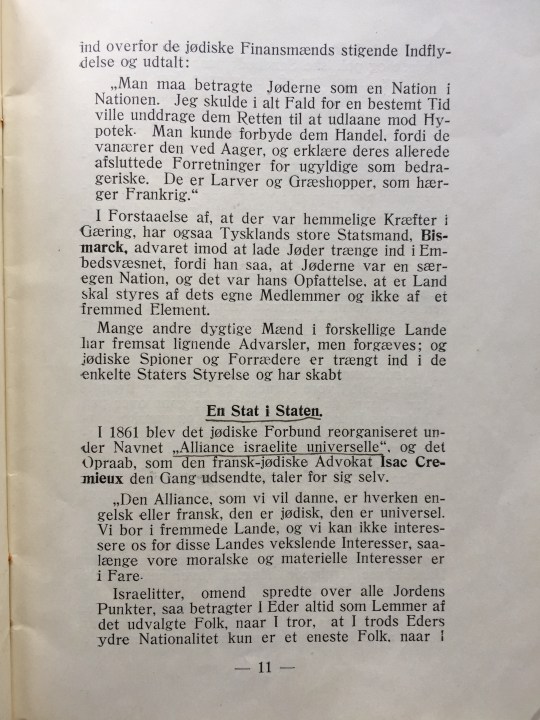 ind overfor de jødiske Finansmænds stigende Indfly-
delse og udtalt:
„Man maa betragte Jøderne som en Nation i
Nationen. Jeg skulde i alt Fald for en bestemt Tid
ville unddrage dem Retten til at udlaane mod Hy-
potek. Man kunde forbyde dem Handel. fordi de
vanærer den ved Aager, og erklære deres allerede
afsluttede Forretninger for ugyldige som bedra-
geriske. De er Larver og Græshopper, som hær-
ger Frankrig.“
I Forstaaelse af, at der var hemmelige Kræfter i
Gæring, har ogsaa Tysklands store Statsmand, Bis-
marck, advaret imod at lade Jøder trænge ind i Em-
bedsvæsnet, fordi han saa, at Jøderne var en sær-
egen Nation, og det var hans Opfattelse, at et Land
skal styres af dets egne Medlemmer og ikke af et
fremmed Element.
Mange andre dygtige Mænd i forskellige Lande
har fremsat lignende Advarsler, men forgæves; og
jødiske Spioner og Forrædere er trængt ind i de
enkelte Staters Styrelse og har skabt
En Stat i Staten.
I 1861 blev det jødiske Forbund reorganiseret un-
der Navnet „Alliance israelite universelle“. og det
Opraab, som den fransk-jødiske Advokat Isac Cre-
mieux den Gang udsendte, taler for sig selv.
„Den Alliance, som vi vil danne, er hverken en-
gelsk eller fransk, den er jødisk, den er universel.
Vi bor i fremmede Lande, og vi kan ikke interes-
sere os for disse Landes vekslende Interesser, saa-
længe vore moralske og materielle Interesser er
i Fare.
Israelitter, omend spredte over alle Jordens
Punkter, saa betragter I Eder altid som Lemmer af
det udvalgte Folk, naar I tror, at I trods Eders
ydre Nationalitet kun er et eneste Folk, naar I
— 11 —